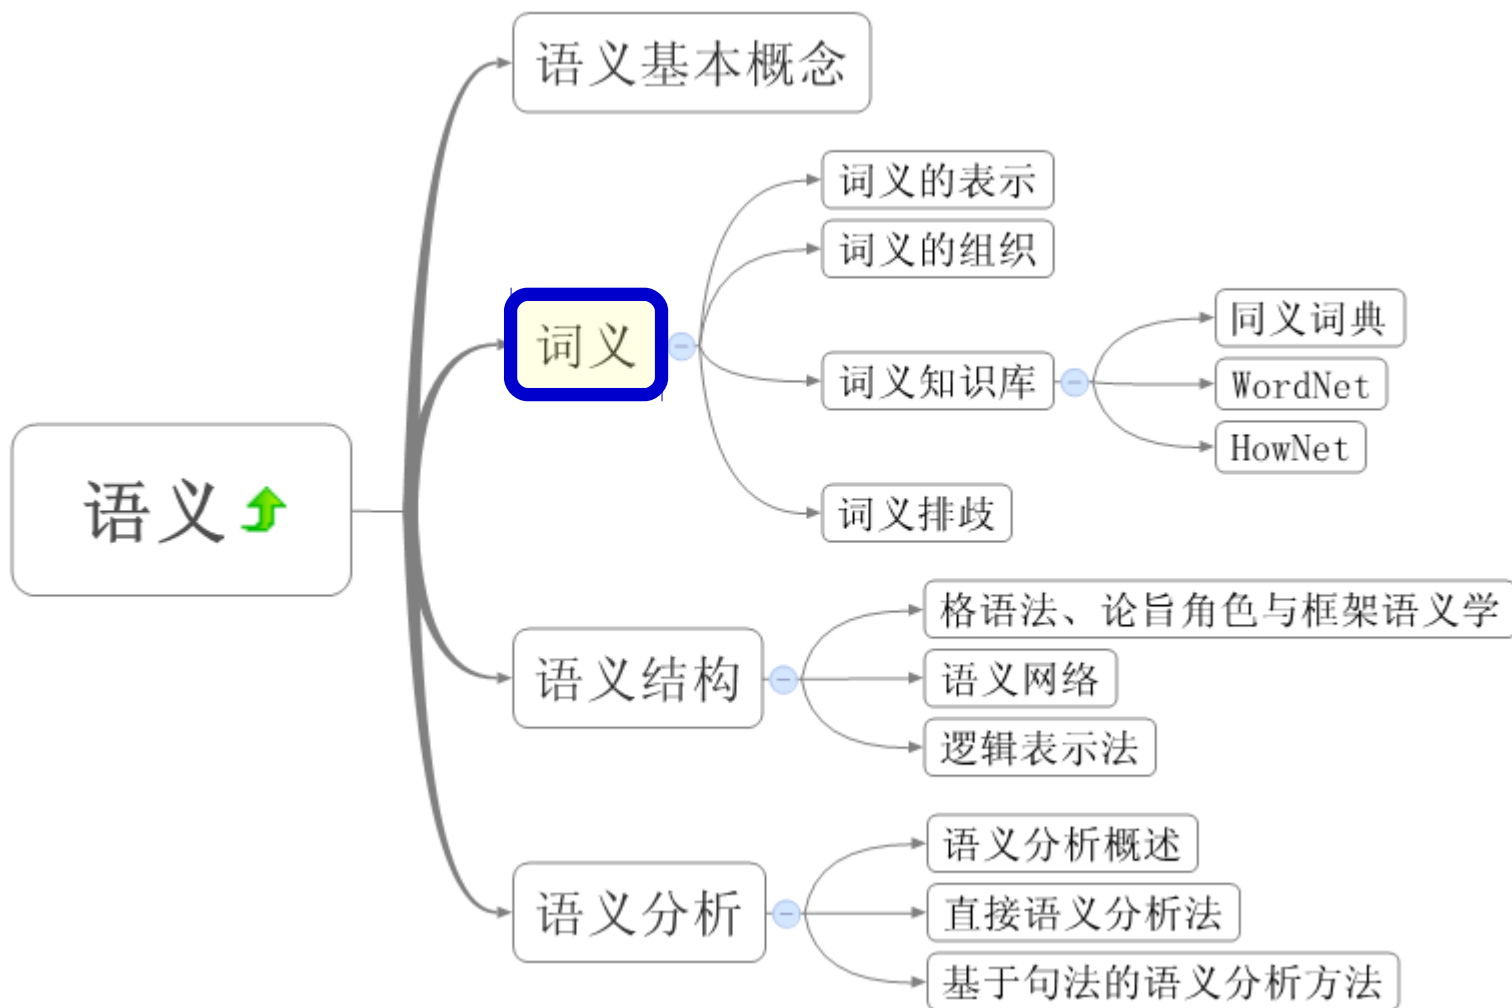 语义
语义基本概念
词义
词义的表示
词义的组织
词义知识库
同义词典
WordNet
HowNet
词义排歧
语义结构
格语法、论旨角色与框架语义学
语义网络
逻辑表示法
语义分析
语义分析概述
直接语义分析法
基于句法的语义分析方法